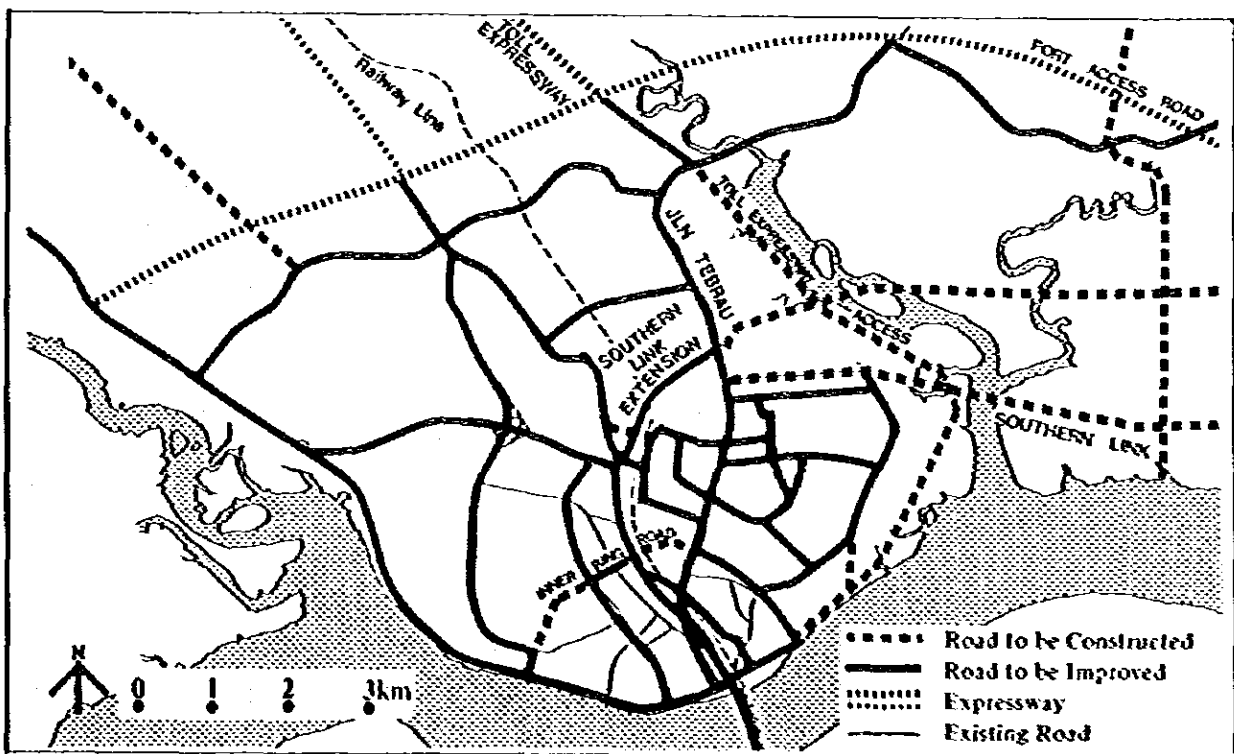 TOLL
EXPRESSWAY
Railway Line
PORT ACCESS ROAD
TOLL EXPRESSWAY
JLN TEBRAU
ACCESS
SOUTHERN
LINK
EXTENSION
SOUTHERN LINK
INNER RING ROAD
N
0 1 2 3km
Road to be Constructed
Road to be Improved
Expressway
Existing Road